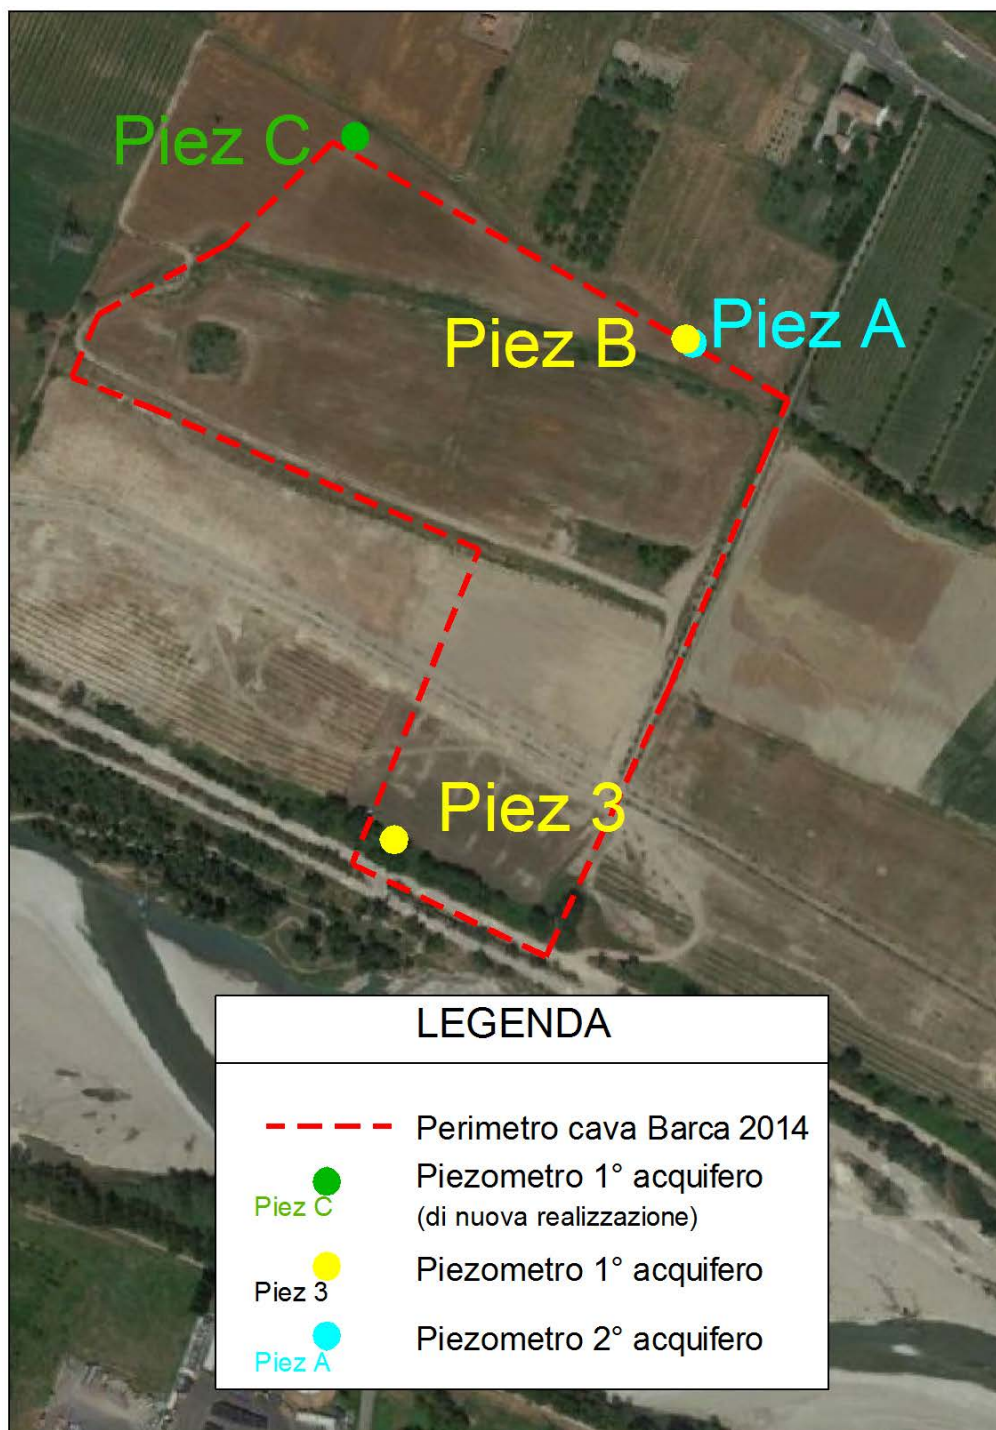 Piez C
Piez A
Piez B
Piez 3
LEGENDA
Perimetro cava Barca 2014
Piezometro 1° acquifero
Piez C
(di nuova realizzazione)
Piezometro 1° acquifero
Piez 3
Piezometro 2° acquifero
Piez A